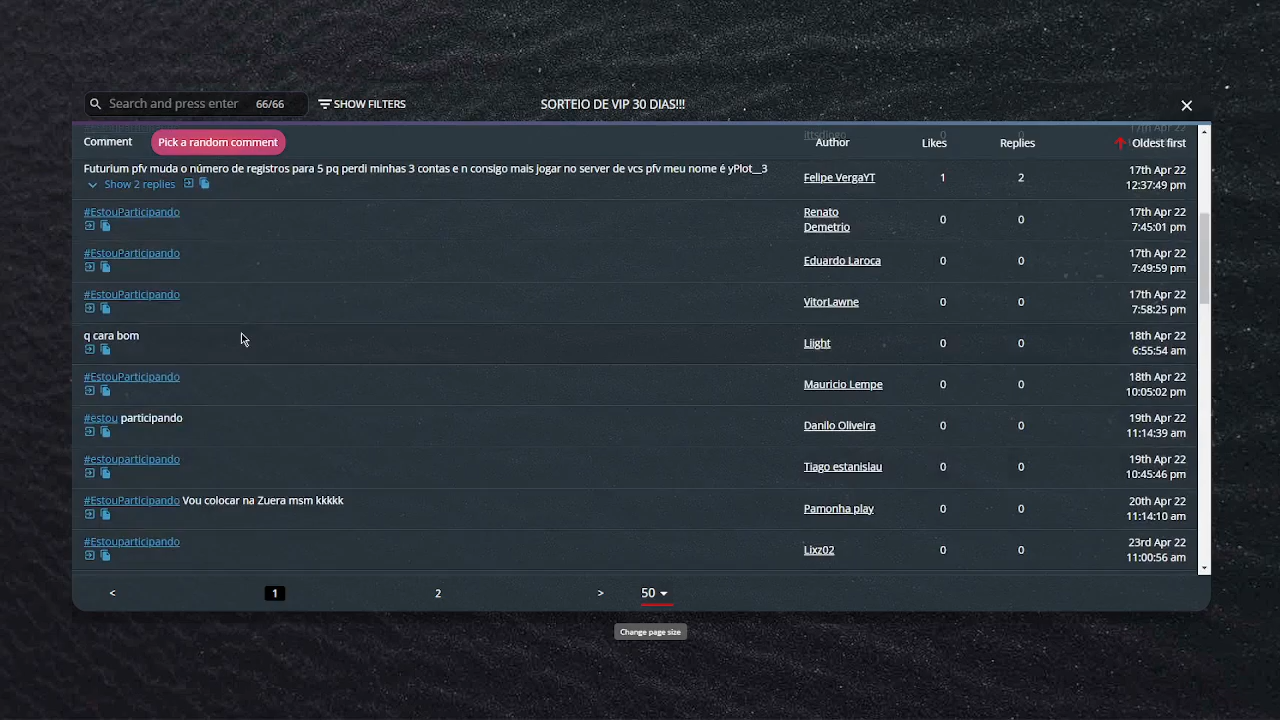 Search and press enter 66/66 SHOW FILTERS SORTEIO DE VIP 30 DIAS!!!
ittsdiogo 0 0 17th Apr 22
Comment Pick a random comment Author Likes Replies Oldest first
Futurium pfv muda o número de registros para 5 pq perdi minhas 3 contas e n consigo mais jogar no server de vcs pfv meu nome é yPlot__3
Show 2 replies
Felipe VergaYT 1 2 17th Apr 22
12:37:49 pm
#EstouParticipando
Renato
Demetrio
0 0 17th Apr 22
7:45:01 pm
#EstouParticipando
Eduardo Laroca 0 0 17th Apr 22
7:49:59 pm
#EstouParticipando
VitorLawne 0 0 17th Apr 22
7:58:25 pm
q cara bom
Liight 0 0 18th Apr 22
6:55:54 am
#EstouParticipando
Mauricio Lempe 0 0 18th Apr 22
10:05:02 pm
#estou participando
Danilo Oliveira 0 0 19th Apr 22
11:14:39 am
#estouparticipando
Tiago estanislau 0 0 19th Apr 22
10:45:46 pm
#EstouParticipando Vou colocar na Zuera msm kkkkk
Pamonha play 0 0 20th Apr 22
11:14:10 am
#Estouparticipando
Lixz02 0 0 23rd Apr 22
11:00:56 am
< 1 2 > 50
Change page size